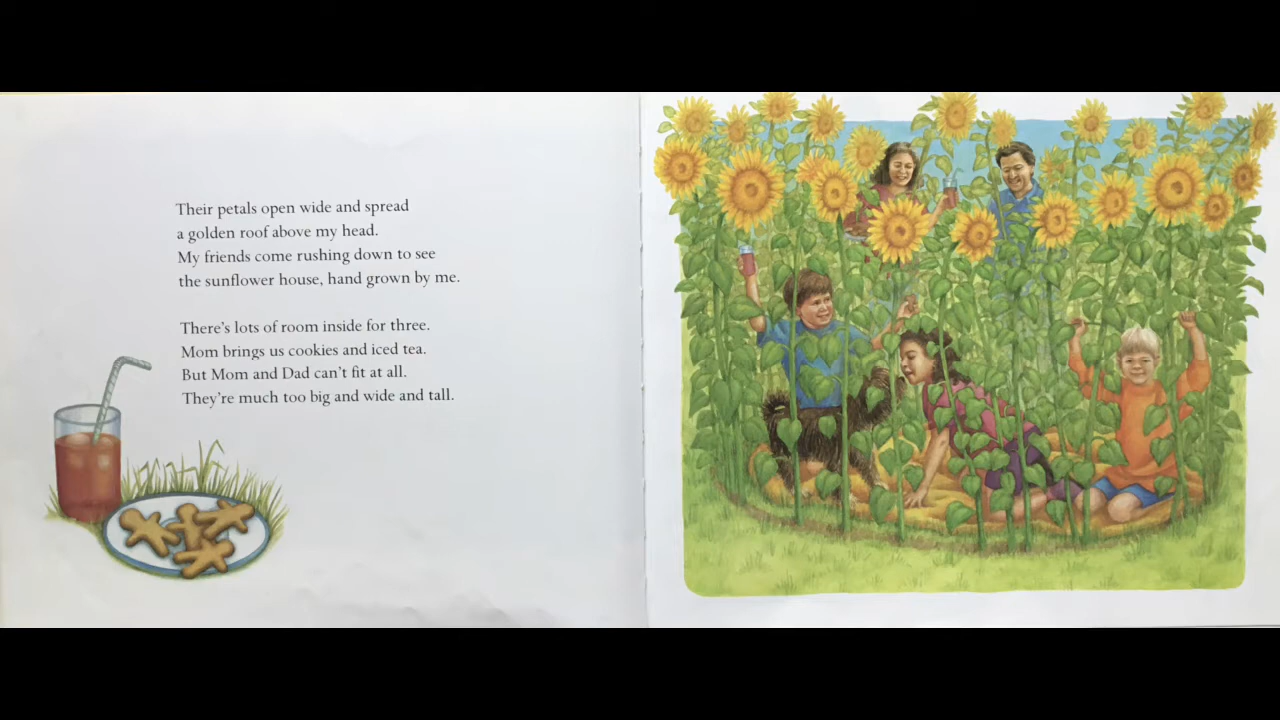 Their petals open wide and spread
a golden roof above my head.
My friends come rushing down to see
the sunflower house, hand grown by me.
There's lots of room inside for three.
Mom brings us cookies and iced tea.
But Mom and Dad can't fit at all.
They're much too big and wide and tall.